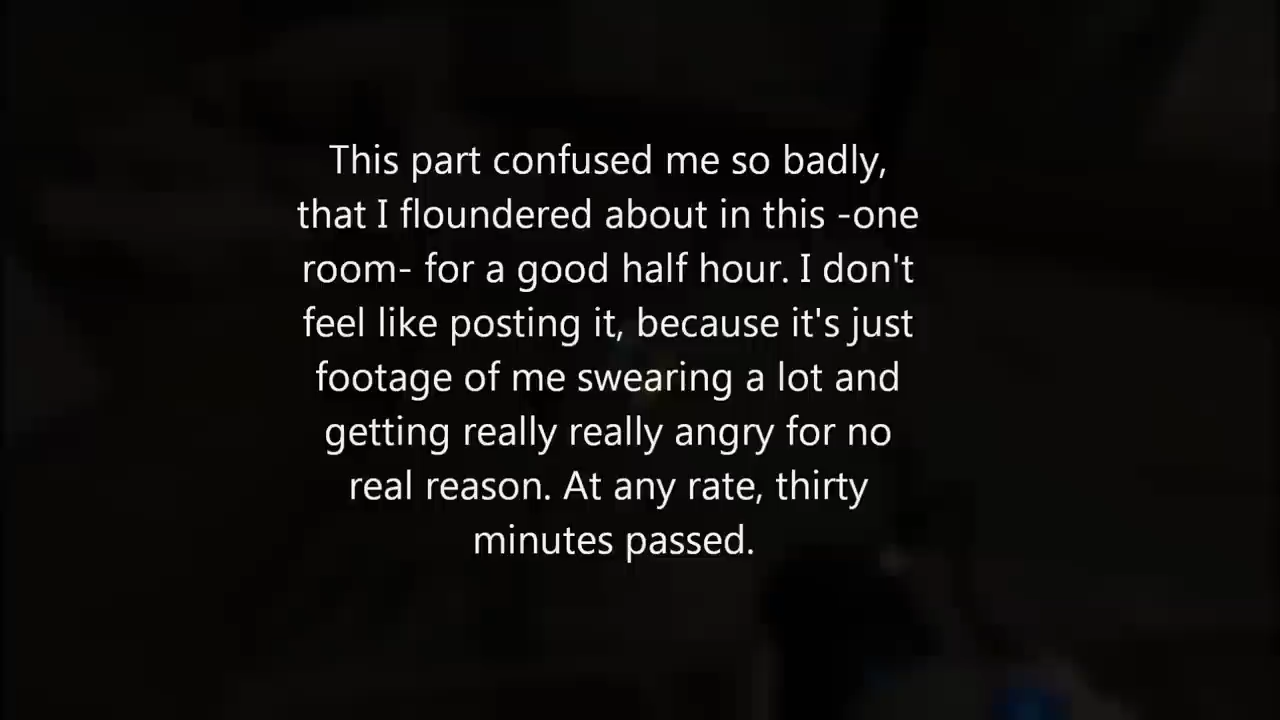 This part confused me so badly,
that I floundered about in this -one
room- for a good half hour. I don't
feel like posting it, because it's just
footage of me swearing a lot and
getting really really angry for no
real reason. At any rate, thirty
minutes passed.